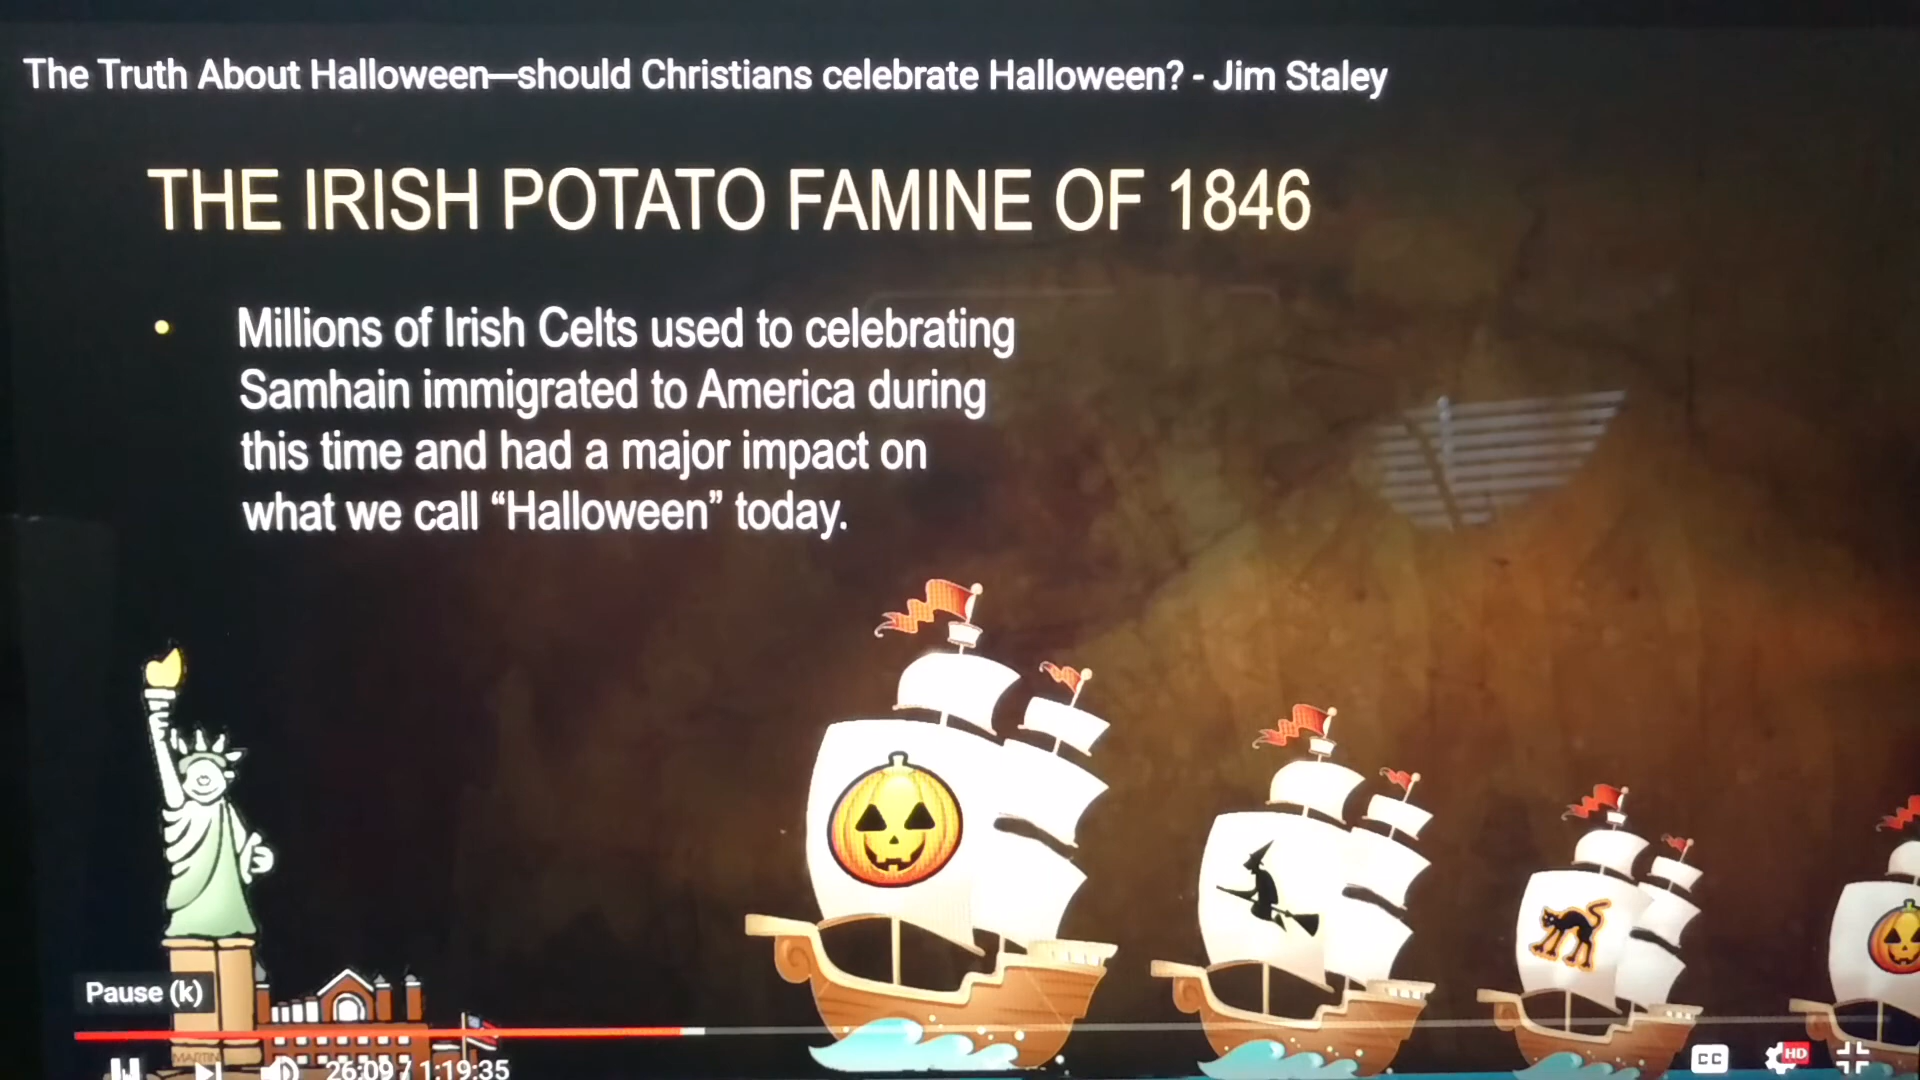 The Truth About Halloween—should Christians celebrate Halloween? - Jim Staley
THE IRISH POTATO FAMINE OF 1846
• Millions of Irish Celts used to celebrating
Samhain immigrated to America during
this time and had a major impact on
what we call “Halloween” today.
Pause (k)
MARTIN
26:09 / 1:19:35
CC
HD